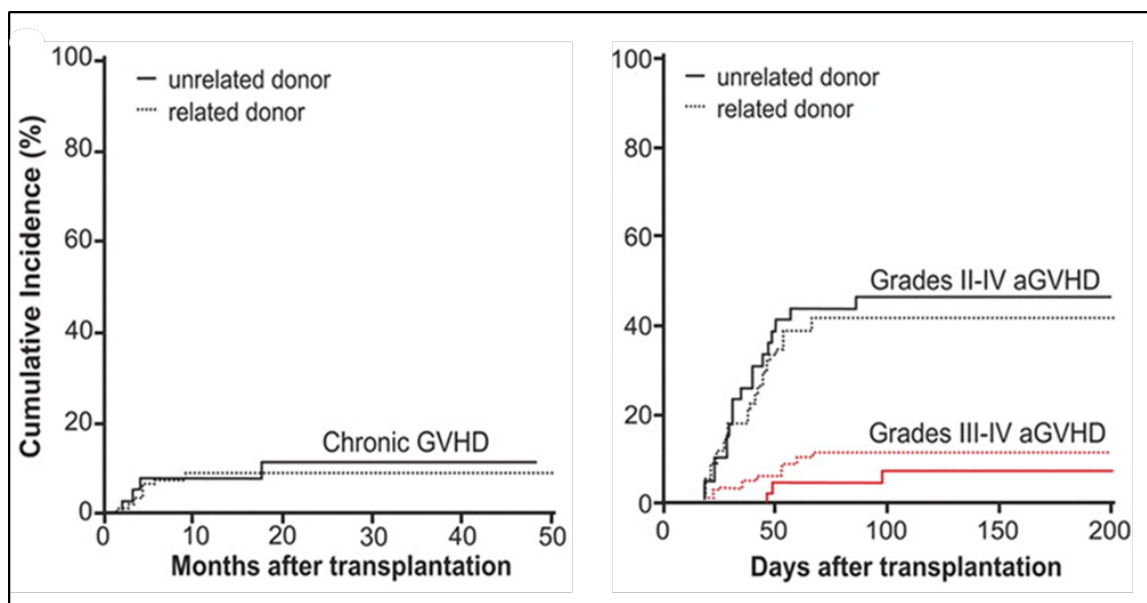 Cumulative Incidence (%)
100
80
60
40
20
0
unrelated donor
related donor
Chronic GVHD
0 10 20 30 40 50
Months after transplantation
100
80
60
40
20
0
unrelated donor
related donor
Grades II-IV aGVHD
Grades III-IV aGVHD
0 50 100 150 200
Days after transplantation